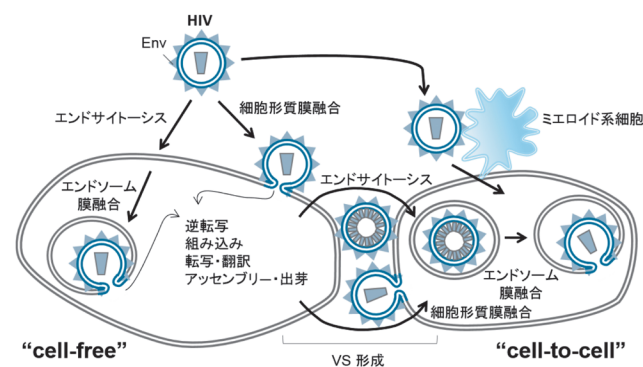 HIV
Env
エンドサイトーシス
細胞形質膜融合
ミエロイド系細胞
エンドソーム
膜融合
エンドサイトーシス
逆転写
組み込み
転写・翻訳
アッセンブリー・出芽
エンドソーム
膜融合
細胞形質膜融合
“cell-free”
“cell-to-cell”
VS 形成